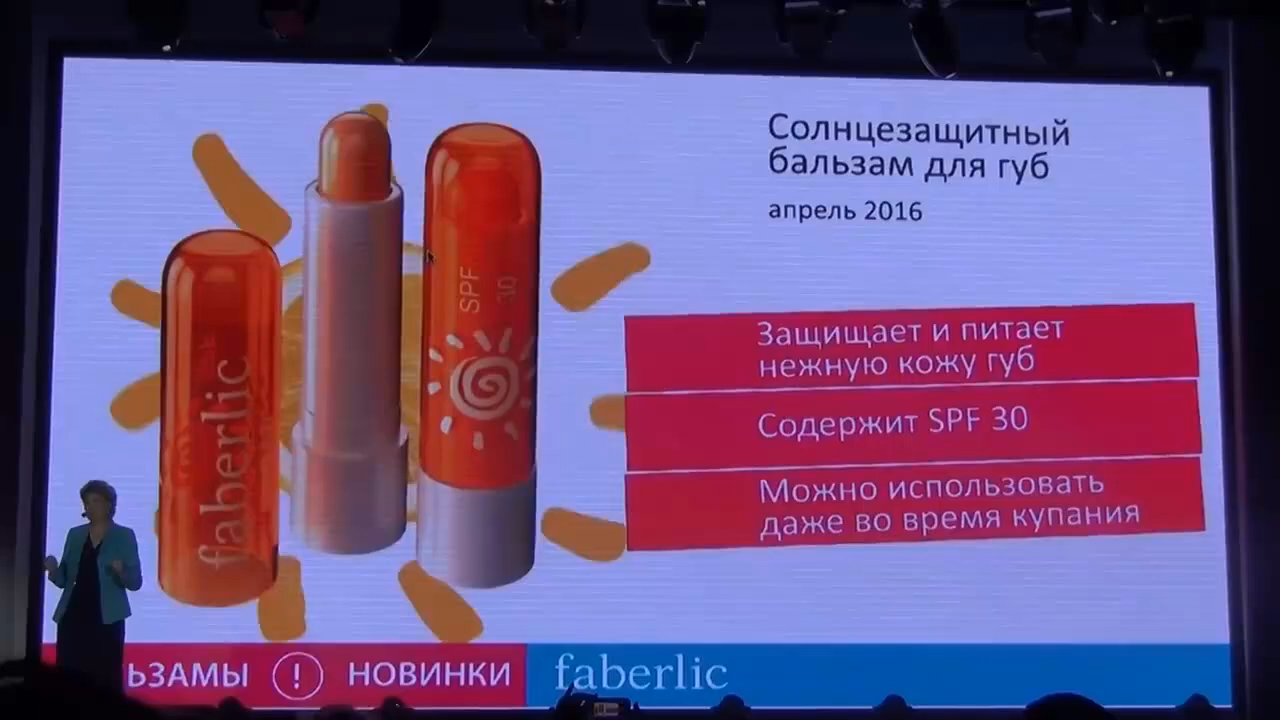 Солнцезащитный
бальзам для губ
апрель 2016
SPF 30
faberlic
Защищает и питает
нежную кожу губ
Содержит SPF 30
Можно использовать
даже во время купания
ЬЗАМЫ ! НОВИНКИ
faberlic